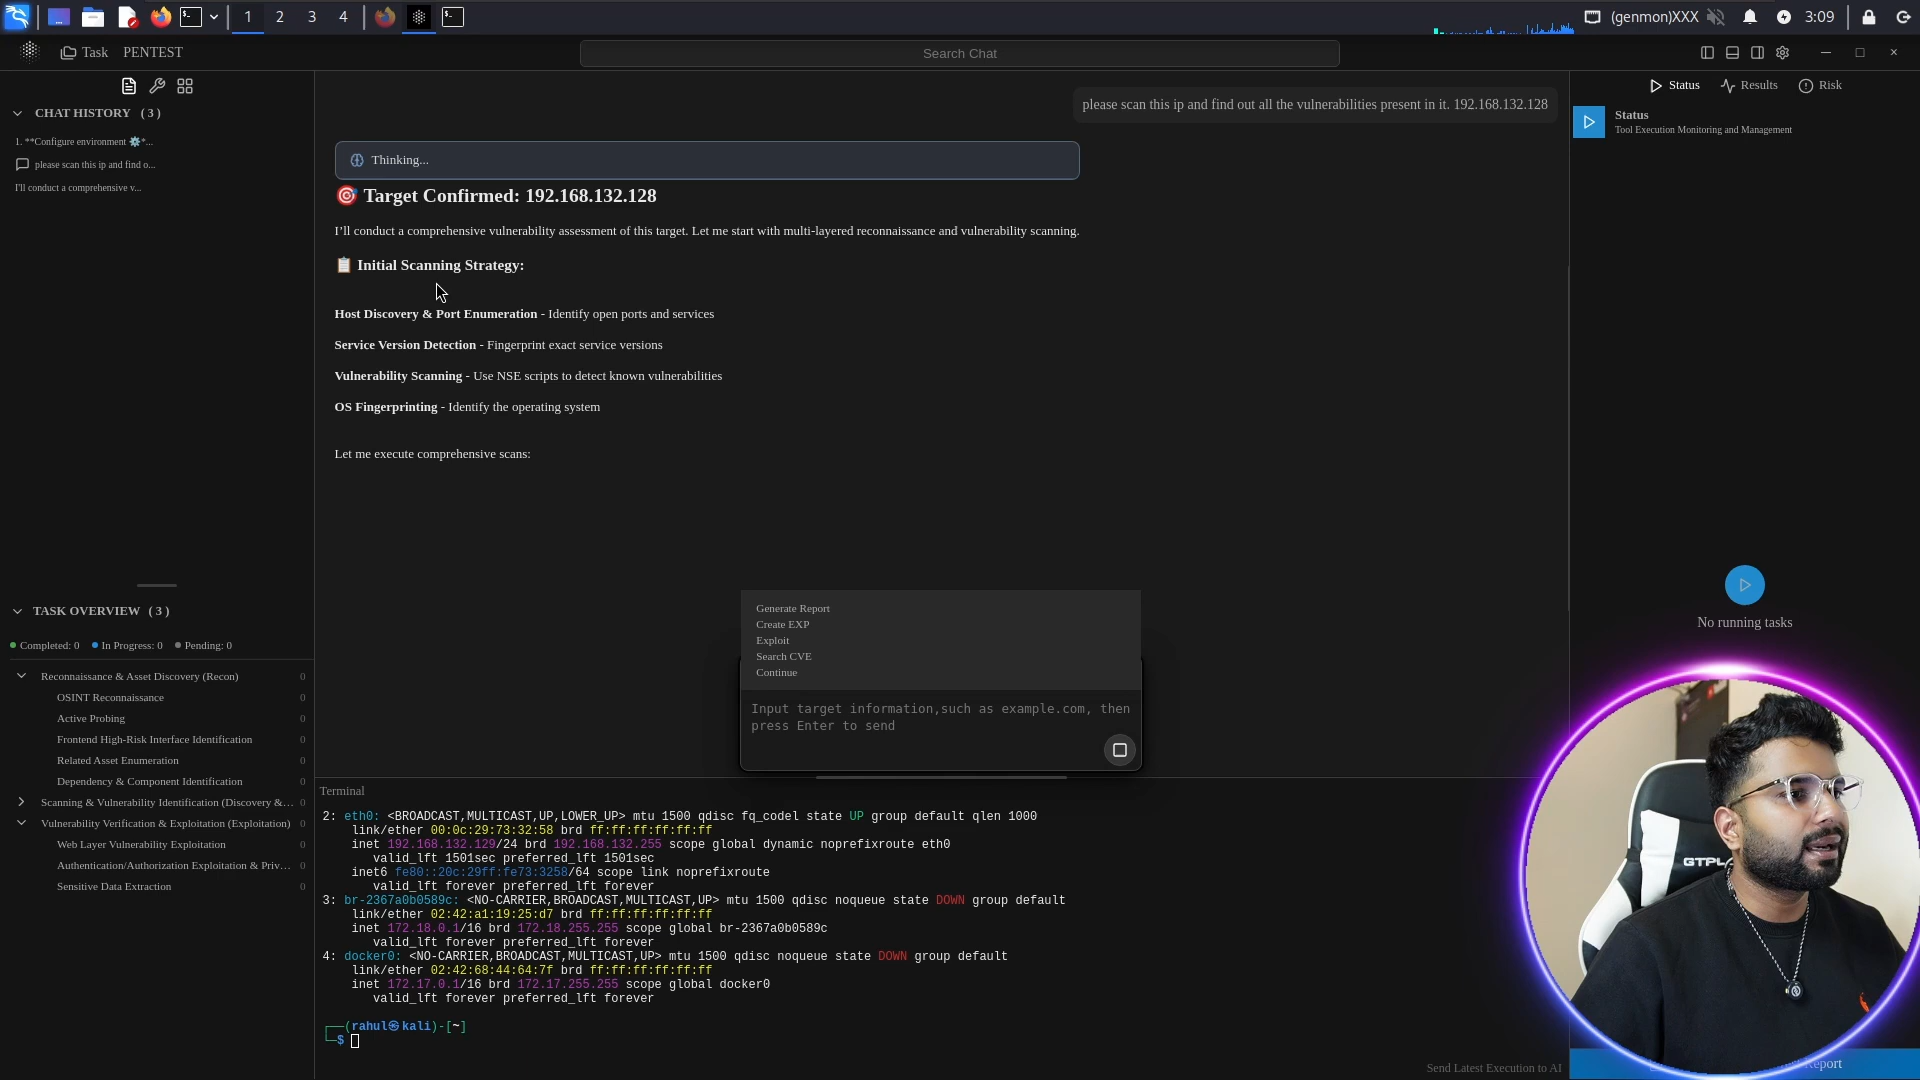 1
2
3
4
(genmon)XXX
3:09
Task
PENTEST
Search Chat
CHAT HISTORY ( 3 )
1. **Configure environment ⚙️*...
please scan this ip and find o...
I'll conduct a comprehensive v...
please scan this ip and find out all the vulnerabilities present in it. 192.168.132.128
Thinking...
🎯 Target Confirmed: 192.168.132.128
I'll conduct a comprehensive vulnerability assessment of this target. Let me start with multi-layered reconnaissance and vulnerability scanning.
📋 Initial Scanning Strategy:
Host Discovery & Port Enumeration - Identify open ports and services
Service Version Detection - Fingerprint exact service versions
Vulnerability Scanning - Use NSE scripts to detect known vulnerabilities
OS Fingerprinting - Identify the operating system
Let me execute comprehensive scans:
Generate Report
Create EXP
Exploit
Search CVE
Continue
Input target information,such as example.com, then
press Enter to send
Status
Results
Risk
Status
Tool Execution Monitoring and Management
No running tasks
TASK OVERVIEW ( 3 )
Completed: 0
In Progress: 0
Pending: 0
Reconnaissance & Asset Discovery (Recon) 0
OSINT Reconnaissance 0
Active Probing 0
Frontend High-Risk Interface Identification 0
Related Asset Enumeration 0
Dependency & Component Identification 0
Scanning & Vulnerability Identification (Discovery &... 0
Vulnerability Verification & Exploitation (Exploitation) 0
Web Layer Vulnerability Exploitation 0
Authentication/Authorization Exploitation & Priv... 0
Sensitive Data Extraction 0
Terminal
2: eth0: <BROADCAST,MULTICAST,UP,LOWER_UP> mtu 1500 qdisc fq_codel state UP group default qlen 1000
link/ether 00:0c:29:73:32:58 brd ff:ff:ff:ff:ff:ff
inet 192.168.132.129/24 brd 192.168.132.255 scope global dynamic noprefixroute eth0
valid_lft 1501sec preferred_lft 1501sec
inet6 fe80::20c:29ff:fe73:3258/64 scope link noprefixroute
valid_lft forever preferred_lft forever
3: br-2367a0b0589c: <NO-CARRIER,BROADCAST,MULTICAST,UP> mtu 1500 qdisc noqueue state DOWN group default
link/ether 02:42:a1:19:25:d7 brd ff:ff:ff:ff:ff:ff
inet 172.18.0.1/16 brd 172.18.255.255 scope global br-2367a0b0589c
valid_lft forever preferred_lft forever
4: docker0: <NO-CARRIER,BROADCAST,MULTICAST,UP> mtu 1500 qdisc noqueue state DOWN group default
link/ether 02:42:68:44:64:7f brd ff:ff:ff:ff:ff:ff
inet 172.17.0.1/16 brd 172.17.255.255 scope global docker0
valid_lft forever preferred_lft forever
┌──(rahul㉿kali)-[~]
└─$
Send Latest Execution to AI
Report
GTPL